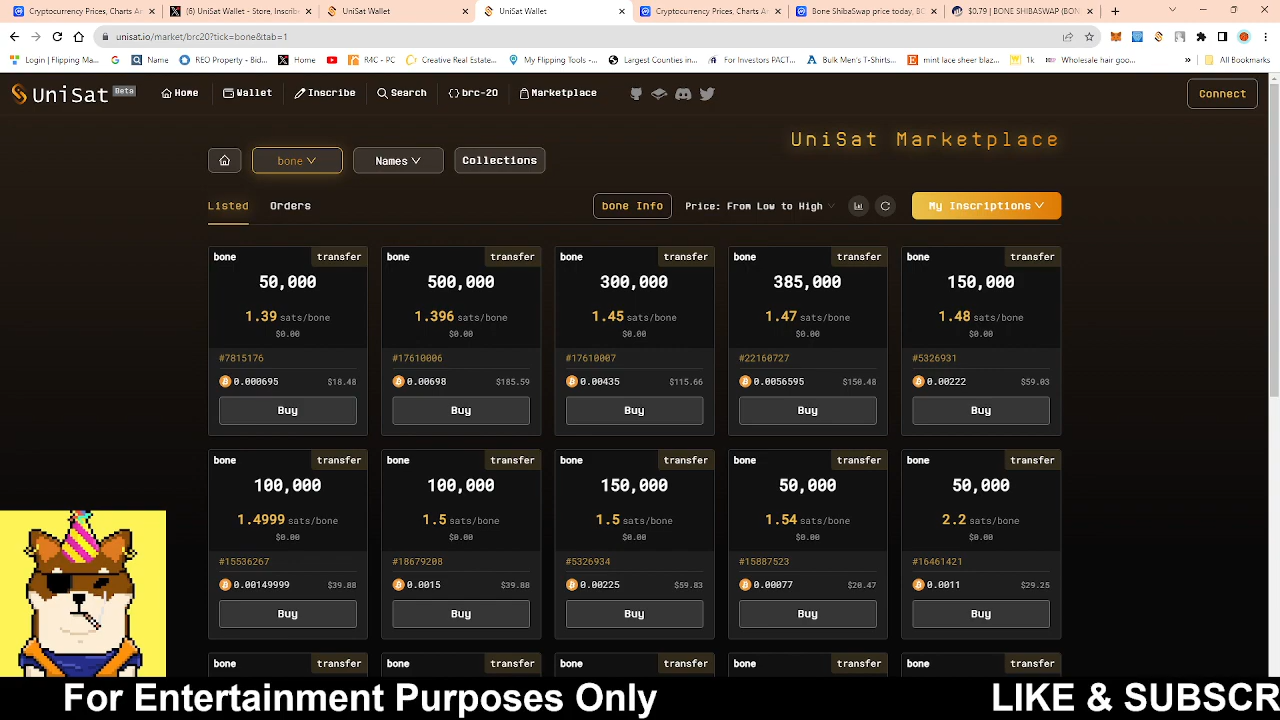 Cryptocurrency Prices, Charts A
(6) UniSat Wallet - Store, Inscrib
UniSat Wallet
UniSat Wallet
Cryptocurrency Prices, Charts A
Bone ShibaSwap price today, BC
$0.79 | BONE SHIBASWAP (BON
unisat.io/market/brc20?tick=bone&tab=1
Login | Flipping Ma...
Name
REI Property - Bid...
Home
RXC - PC
Creative Real Estate...
My Flipping Tools -...
Largest Counties in...
For Investors PACT...
Bulk Men's T-Shirts...
mint lace sheer blaz...
1k
Wholesale hair goo...
All Bookmarks
UniSat Beta
Home
Wallet
Inscribe
Search
brc-20
Marketplace
Connect
UniSat Marketplace
bone
Names
Collections
Listed
Orders
bone Info
Price: From Low to High
My Inscriptions
bone transfer bone transfer bone transfer bone transfer bone transfer
50,000 500,000 300,000 385,000 150,000
1.39 sats/bone 1.396 sats/bone 1.45 sats/bone 1.47 sats/bone 1.48 sats/bone
$0.00 $0.00 $0.00 $0.00 $0.00
#7815176 #17610006 #17610007 #22160727 #5326931
0.000695 $18.48 0.00698 $185.59 0.00435 $115.66 0.0056595 $150.48 0.00222 $59.03
Buy Buy Buy Buy Buy
bone transfer bone transfer bone transfer bone transfer bone transfer
100,000 100,000 150,000 50,000 50,000
1.4999 sats/bone 1.5 sats/bone 1.5 sats/bone 1.54 sats/bone 2.2 sats/bone
$0.00 $0.00 $0.00 $0.00 $0.00
#15536267 #18679208 #5326934 #15887523 #16461421
0.00149999 $39.88 0.0015 $39.88 0.00225 $59.83 0.00077 $20.47 0.0011 $29.25
Buy Buy Buy Buy Buy
bone transfer bone transfer bone transfer bone transfer bone transfer
For Entertainment Purposes Only LIKE & SUBSCR